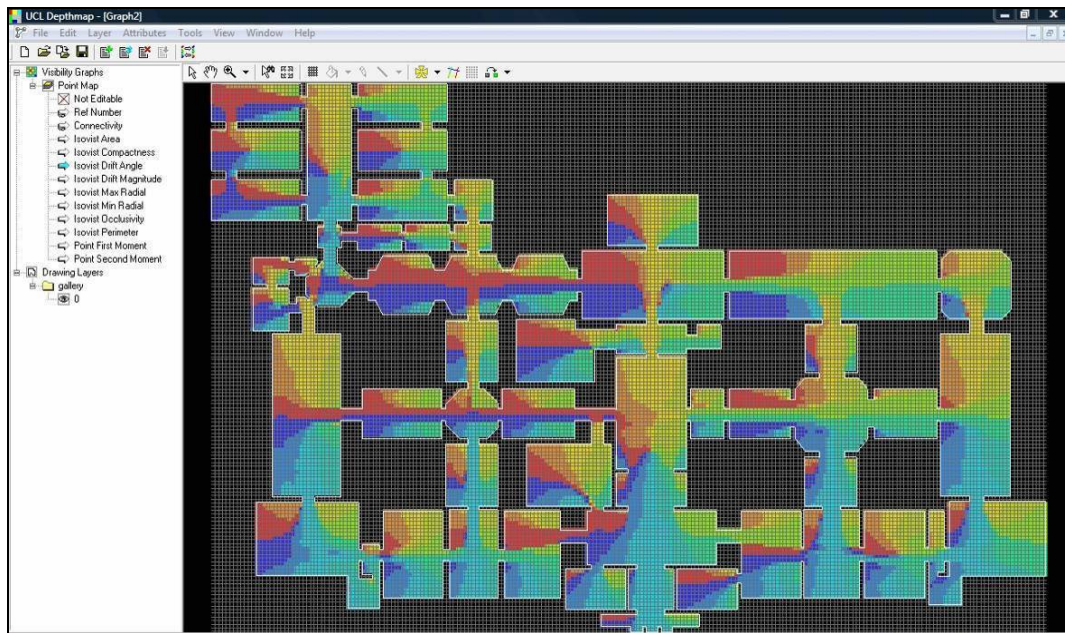 UCL Depthmap - [Graph2]
File Edit Layer Attributes Tools View Window Help
Visibility Graphs
Point Map
Not Editable
Ref Number
Connectivity
Isovist Area
Isovist Compactness
Isovist Drift Angle
Isovist Drift Magnitude
Isovist Max Radial
Isovist Min Radial
Isovist Occlusivity
Isovist Perimeter
Point First Moment
Point Second Moment
Drawing Layers
gallery
0